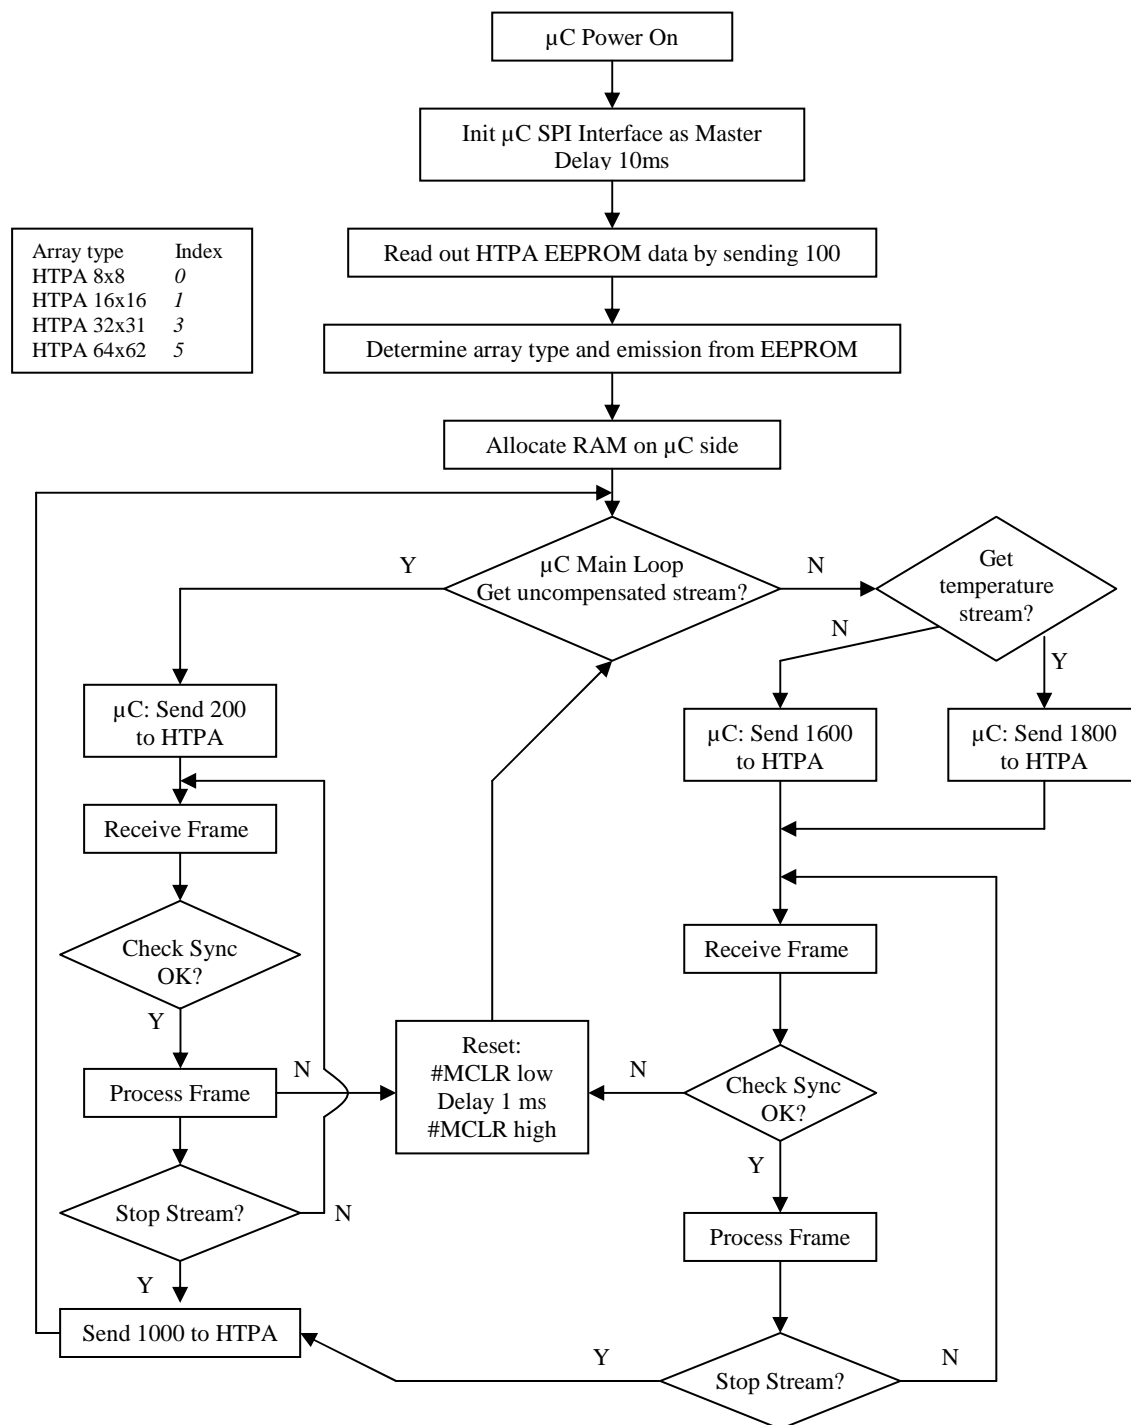 µC Power On
Init µC SPI Interface as Master
Delay 10ms
Read out HTPA EEPROM data by sending 100
Array type Index
HTPA 8x8 0
HTPA 16x16 1
HTPA 32x31 3
HTPA 64x62 5
Determine array type and emission from EEPROM
Allocate RAM on µC side
µC Main Loop
Get uncompensated stream?
Y
N
Get
temperature
stream?
N
Y
µC: Send 200
to HTPA
µC: Send 1600
to HTPA
µC: Send 1800
to HTPA
Receive Frame
Check Sync
OK?
Y
Process Frame
N
Stop Stream?
N
Y
Send 1000 to HTPA
Reset:
#MCLR low
Delay 1 ms
#MCLR high
Receive Frame
N
Check Sync
OK?
Y
Process Frame
Y
Stop Stream?
N